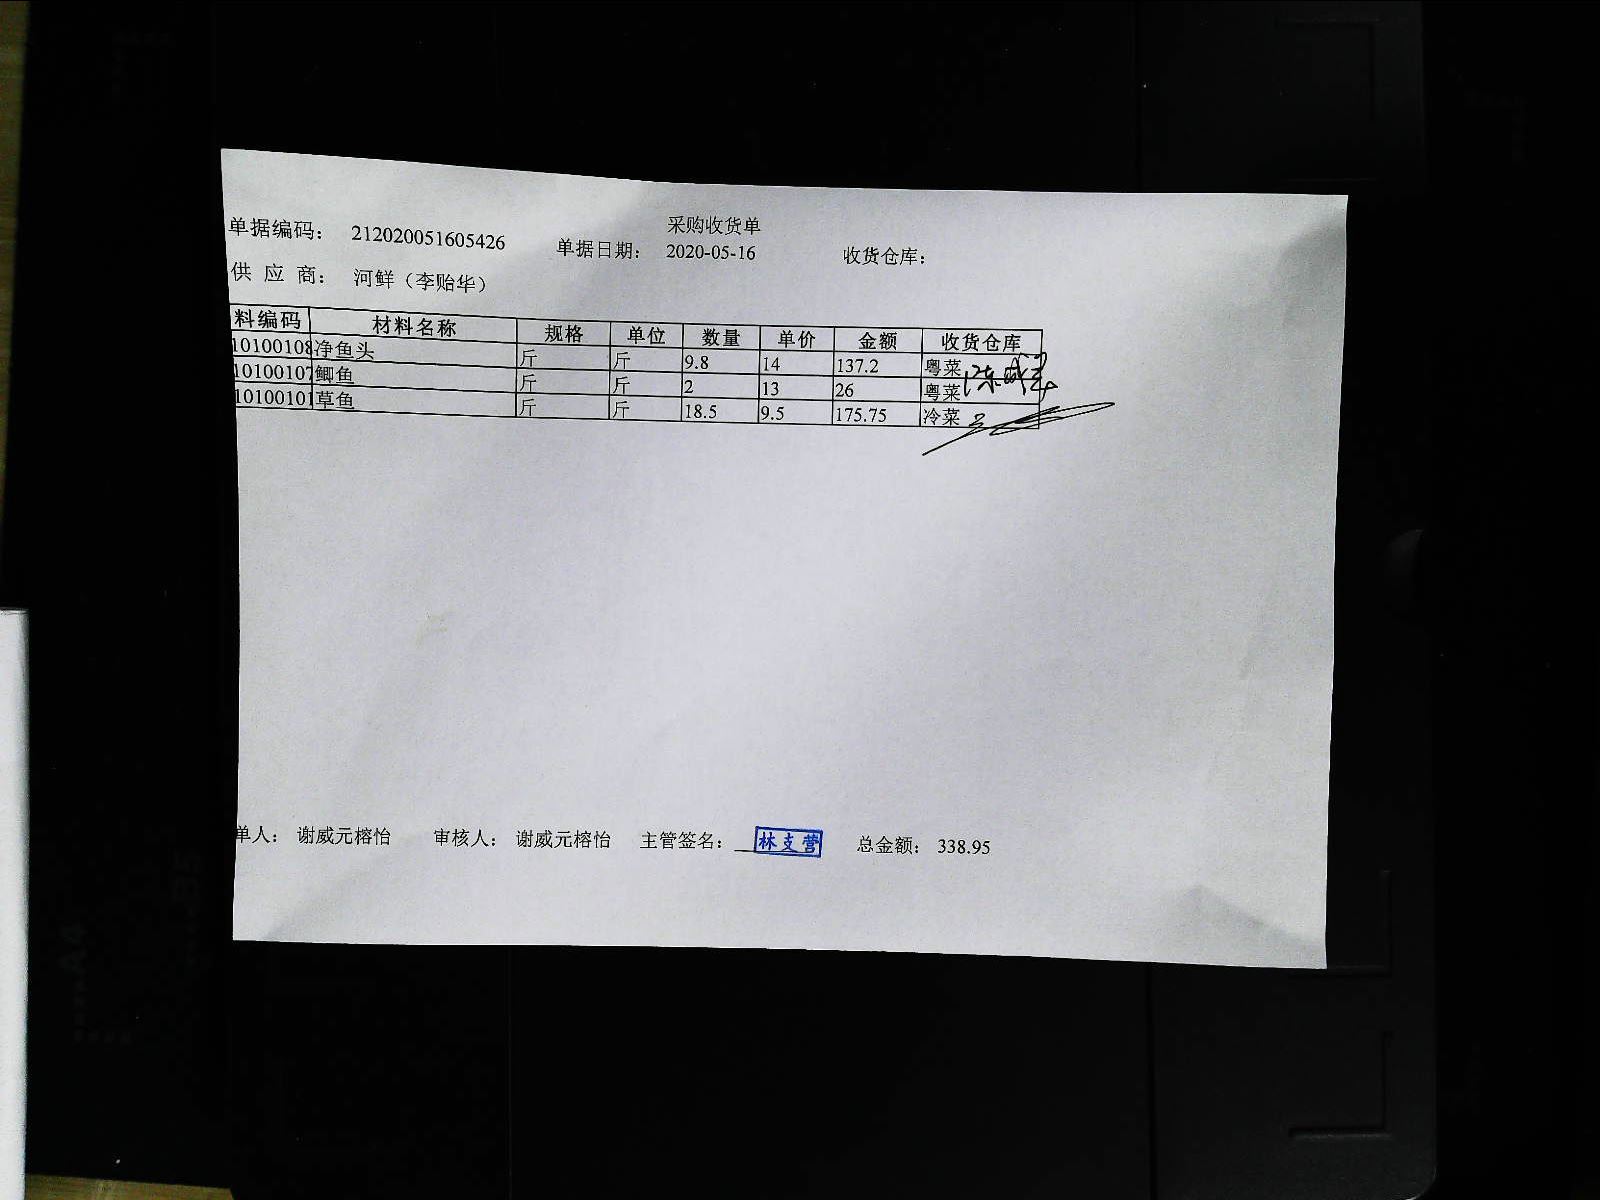 采购收货单
单据编码： 212020051605426 单据日期： 2020-05-16 收货仓库：
供 应 商： 河鲜（李贻华）
料编码 材料名称 规格 单位 数量 单价 金额 收货仓库
10100108 净鱼头 斤 斤 9.8 14 137.2 粤菜
10100107 鲫鱼 斤 斤 2 13 26 粤菜
10100101 草鱼 斤 斤 18.5 9.5 175.75 冷菜
单人： 谢威元榕怡 审核人： 谢威元榕怡 主管签名： 林支营 总金额： 338.95
A4
B5